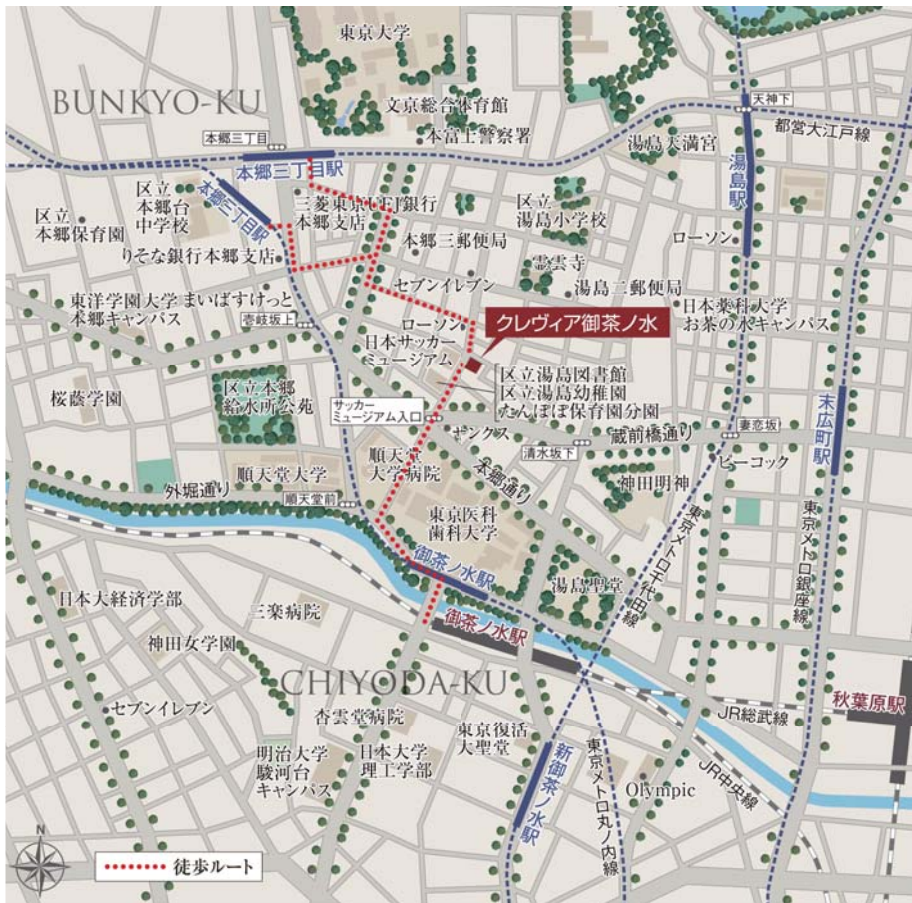 東京大学
BUNKYO-KU
文京総合体育館
天神下
本郷三丁目
本富士警察署
都営大江戸線
湯島天満宮
本郷三丁目駅
湯島駅
区立
本郷台
中学校
本郷三丁目駅
三菱東京UFJ銀行
本郷支店
区立
湯島小学校
区立
本郷保育園
本郷三郵便局
ローソン
りそな銀行本郷支店
霊雲寺
セブンイレブン
湯島二郵便局
東洋学園大学
本郷キャンパス
まいばすけっと
日本薬科大学
お茶の水キャンパス
壱岐坂上
ローソン
クレヴィア御茶ノ水
日本サッカー
ミュージアム
区立湯島図書館
区立湯島幼稚園
たんぽぽ保育園分園
桜蔭学園
区立本郷
給水所公苑
サッカー
ミュージアム入口
末広町駅
サンクス
蔵前橋通り
妻恋坂
清水坂下
順天堂
大学病院
本郷通り
ピーコック
順天堂大学
神田明神
外堀通り
順天堂前
東京医科
歯科大学
東京メトロ千代田線
東京メトロ銀座線
御茶ノ水駅
湯島聖堂
日本大経済学部
三楽病院
御茶ノ水駅
神田女学園
CHIYODA-KU
秋葉原駅
セブンイレブン
杏雲堂病院
JR総武線
東京復活
大聖堂
明治大学
駿河台
キャンパス
日本大学
理工学部
新御茶ノ水駅
東京メトロ丸ノ内線
JR中央線
Olympic
N
徒歩ルート